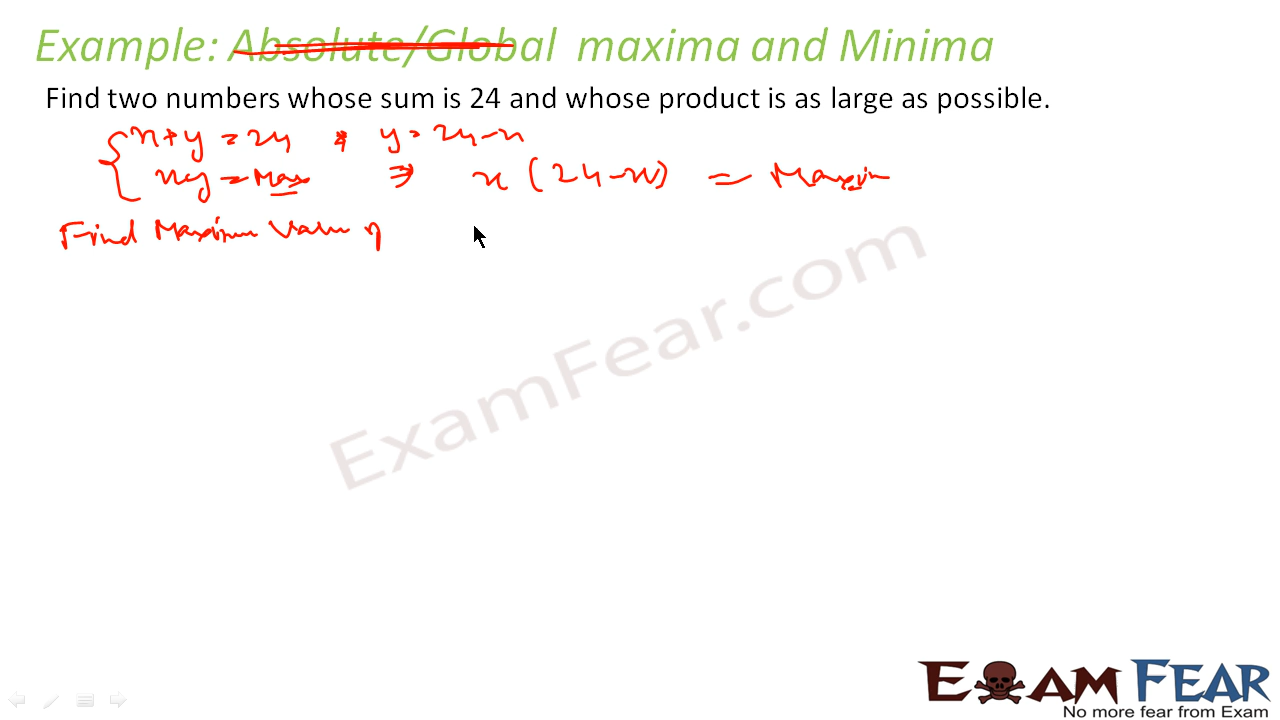 Example: Absolute/Global maxima and Minima
Find two numbers whose sum is 24 and whose product is as large as possible.
x+y = 24 y = 24-x
xy = Max ⇒ x (24-x) = Maxim
Find Maximum Value of
ExamFear.com
EXAM FEAR
No more fear from Exam